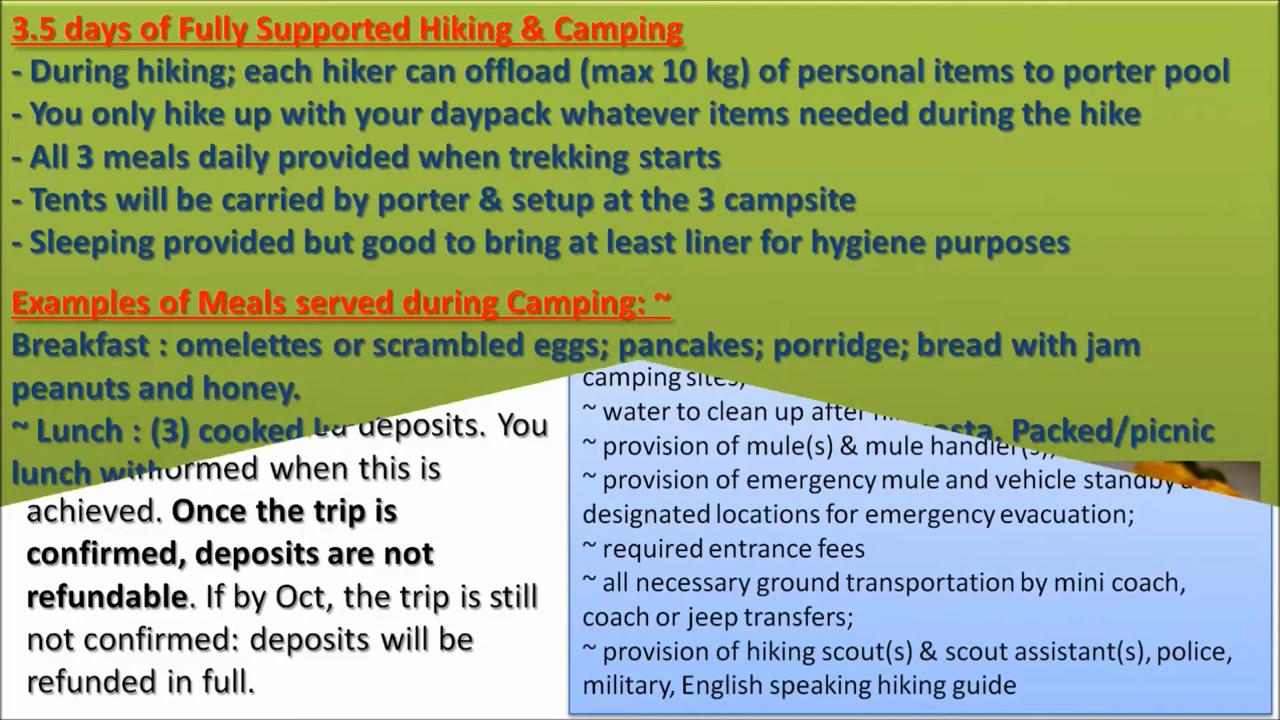 3.5 days of Fully Supported Hiking & Camping
- During hiking; each hiker can offload (max 10 kg) of personal items to porter pool
- You only hike up with your daypack whatever items needed during the hike
- All 3 meals daily provided when trekking starts
- Tents will be carried by porter & setup at the 3 campsite
- Sleeping provided but good to bring at least liner for hygiene purposes
Examples of Meals served during Camping: ~
Breakfast : omelettes or scrambled eggs; pancakes; porridge; bread with jam
peanuts and honey.
~ Lunch : (3) cooked
Packed/picnic
lunch with
deposits. You
when this is
achieved. Once the trip is
confirmed, deposits are not
refundable. If by Oct, the trip is still
not confirmed: deposits will be
refunded in full.
camping sites;
~ water to clean up after
~ provision of mule(s) & mule handler(s);
~ provision of emergency mule and vehicle standby
designated locations for emergency evacuation;
~ required entrance fees
~ all necessary ground transportation by mini coach,
coach or jeep transfers;
~ provision of hiking scout(s) & scout assistant(s), police,
military, English speaking hiking guide